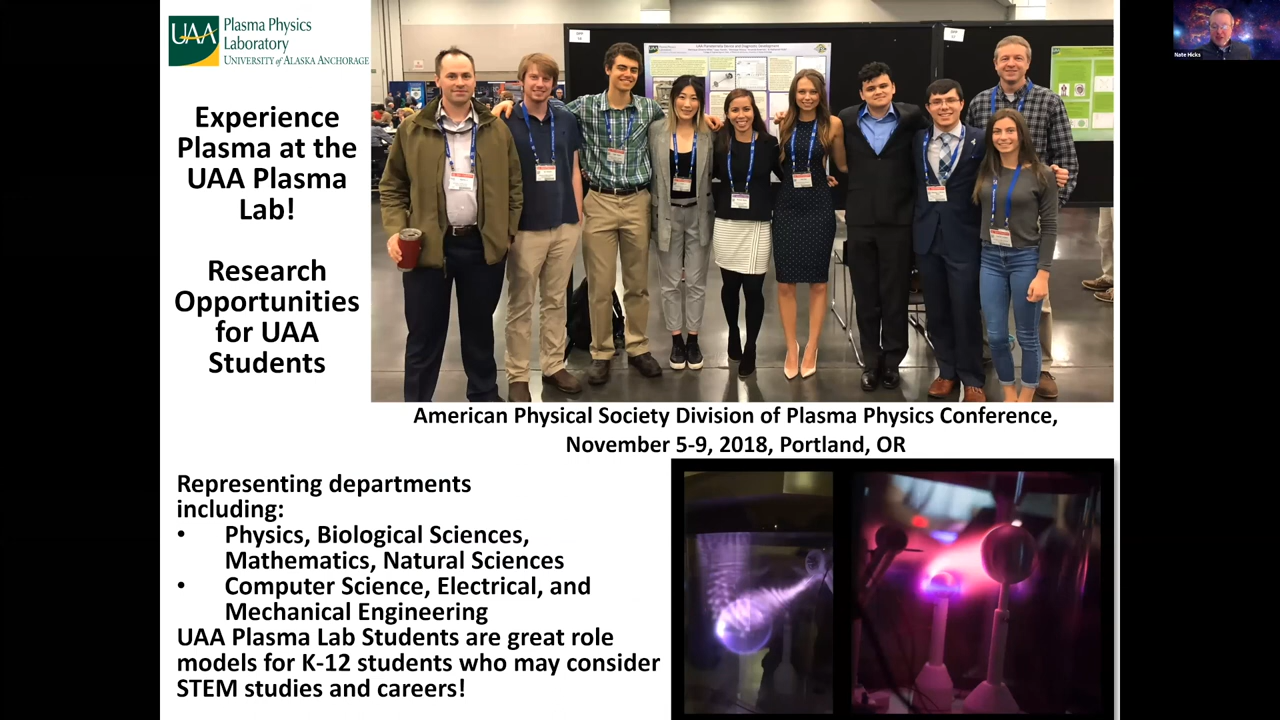 UAA
Plasma Physics
Laboratory
UNIVERSITY of ALASKA ANCHORAGE
Experience
Plasma at the
UAA Plasma
Lab!
Research
Opportunities
for UAA
Students
American Physical Society Division of Plasma Physics Conference,
November 5-9, 2018, Portland, OR
Representing departments
including:
• Physics, Biological Sciences,
Mathematics, Natural Sciences
• Computer Science, Electrical, and
Mechanical Engineering
UAA Plasma Lab Students are great role
models for K-12 students who may consider
STEM studies and careers!
Nate Hicks